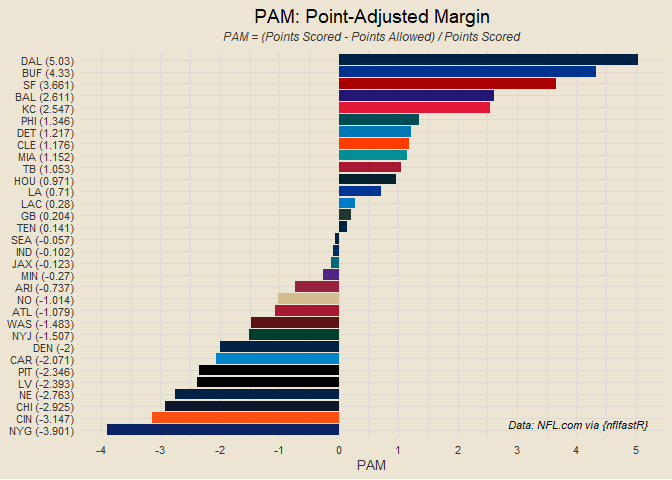 PAM: Point-Adjusted Margin
PAM = (Points Scored - Points Allowed) / Points Scored
DAL (5.03)
BUF (4.33)
SF (3.661)
BAL (2.611)
KC (2.547)
PHI (1.346)
DET (1.217)
CLE (1.176)
MIA (1.152)
TB (1.053)
HOU (0.971)
LA (0.71)
LAC (0.28)
GB (0.204)
TEN (0.141)
SEA (-0.057)
IND (-0.102)
JAX (-0.123)
MIN (-0.27)
ARI (-0.737)
NO (-1.014)
ATL (-1.079)
WAS (-1.483)
NYJ (-1.507)
DEN (-2)
CAR (-2.071)
PIT (-2.346)
LV (-2.393)
NE (-2.763)
CHI (-2.925)
CIN (-3.147)
NYG (-3.901)
Data: NFL.com via {nflfastR}
-4 -3 -2 -1 0 1 2 3 4 5
PAM